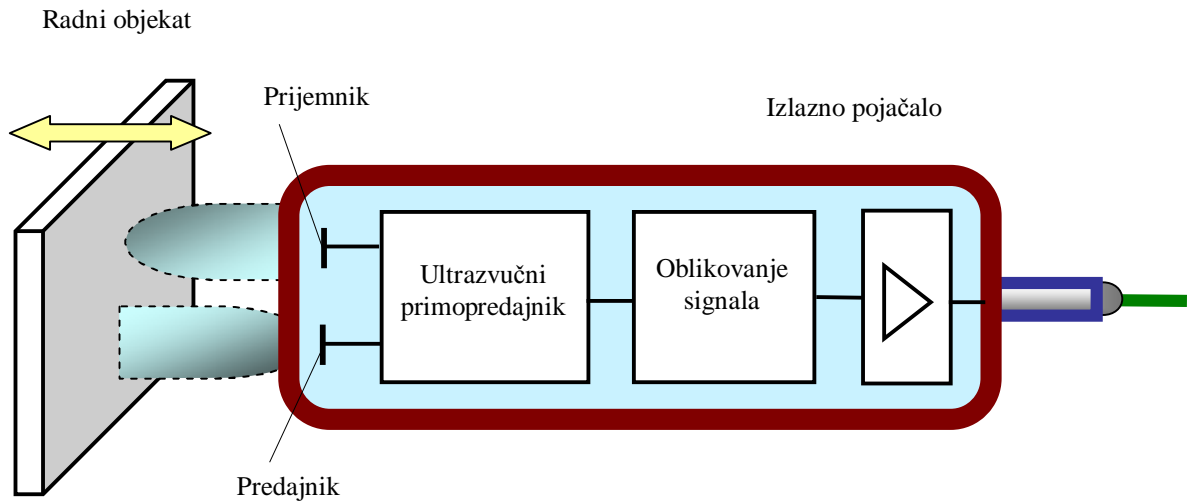 Radni objekat
Prijemnik
Izlazno pojačalo
Ultrazvučni
primopredajnik
Oblikovanje
signala
Predajnik